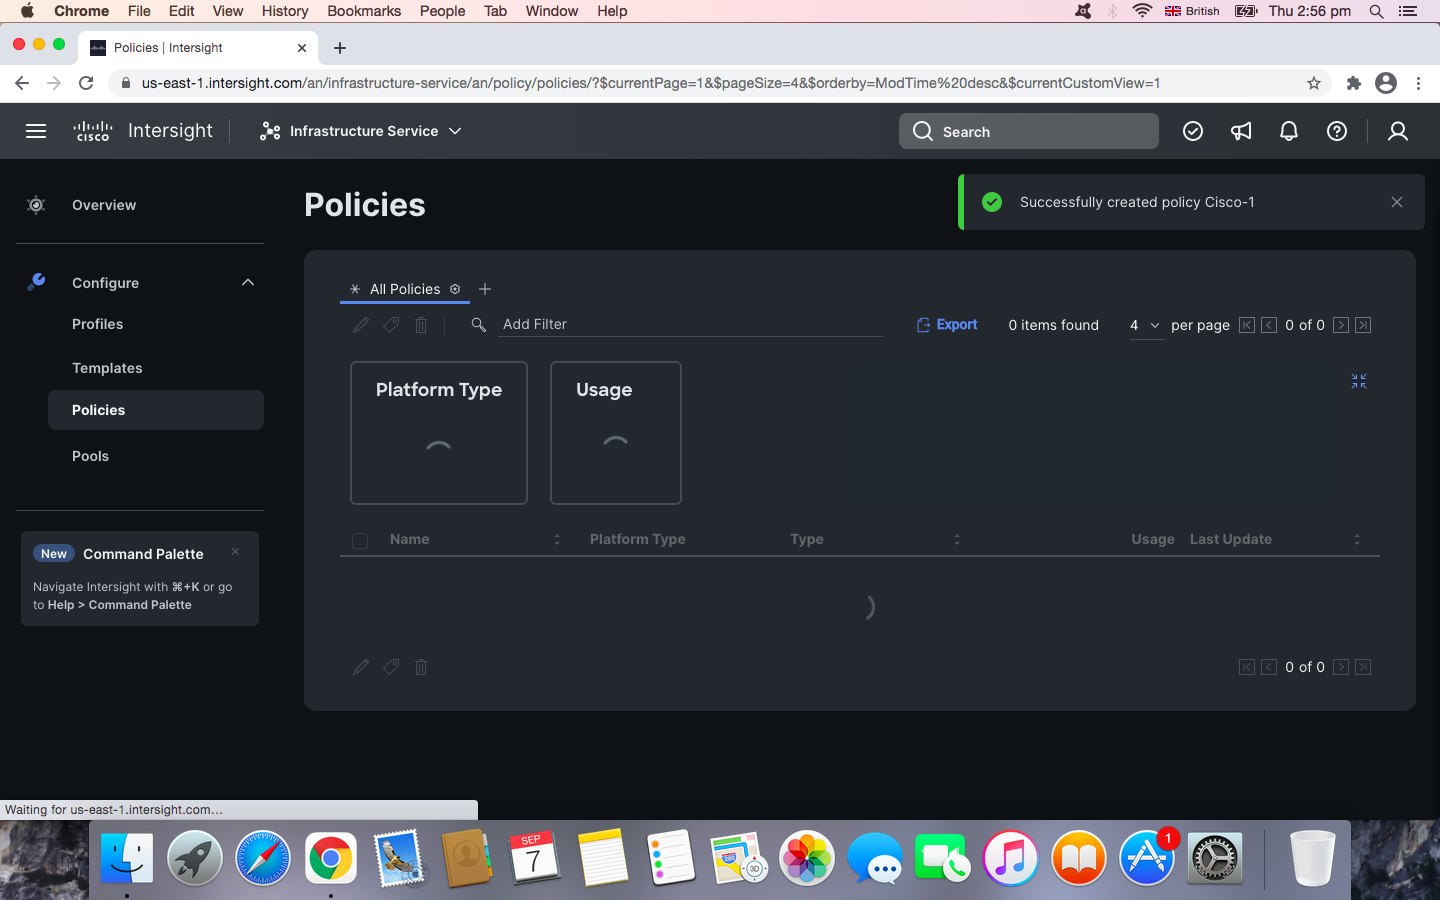 Chrome File Edit View History Bookmarks People Tab Window Help British Thu 2:56 pm
Policies | Intersight
us-east-1.intersight.com/an/infrastructure-service/an/policy/policies/?$currentPage=1&$pageSize=4&$orderby=ModTime%20desc&$currentCustomView=1
CISCO Intersight Infrastructure Service Search
Overview
Configure
Profiles
Templates
Policies
Pools
New Command Palette
Navigate Intersight with ⌘+K or go
to Help > Command Palette
Policies
Successfully created policy Cisco-1
All Policies
Add Filter Export 0 items found 4 per page 0 of 0
Platform Type Usage
Name Platform Type Type Usage Last Update
0 of 0
Waiting for us-east-1.intersight.com...
SEP
7
280
3D
1